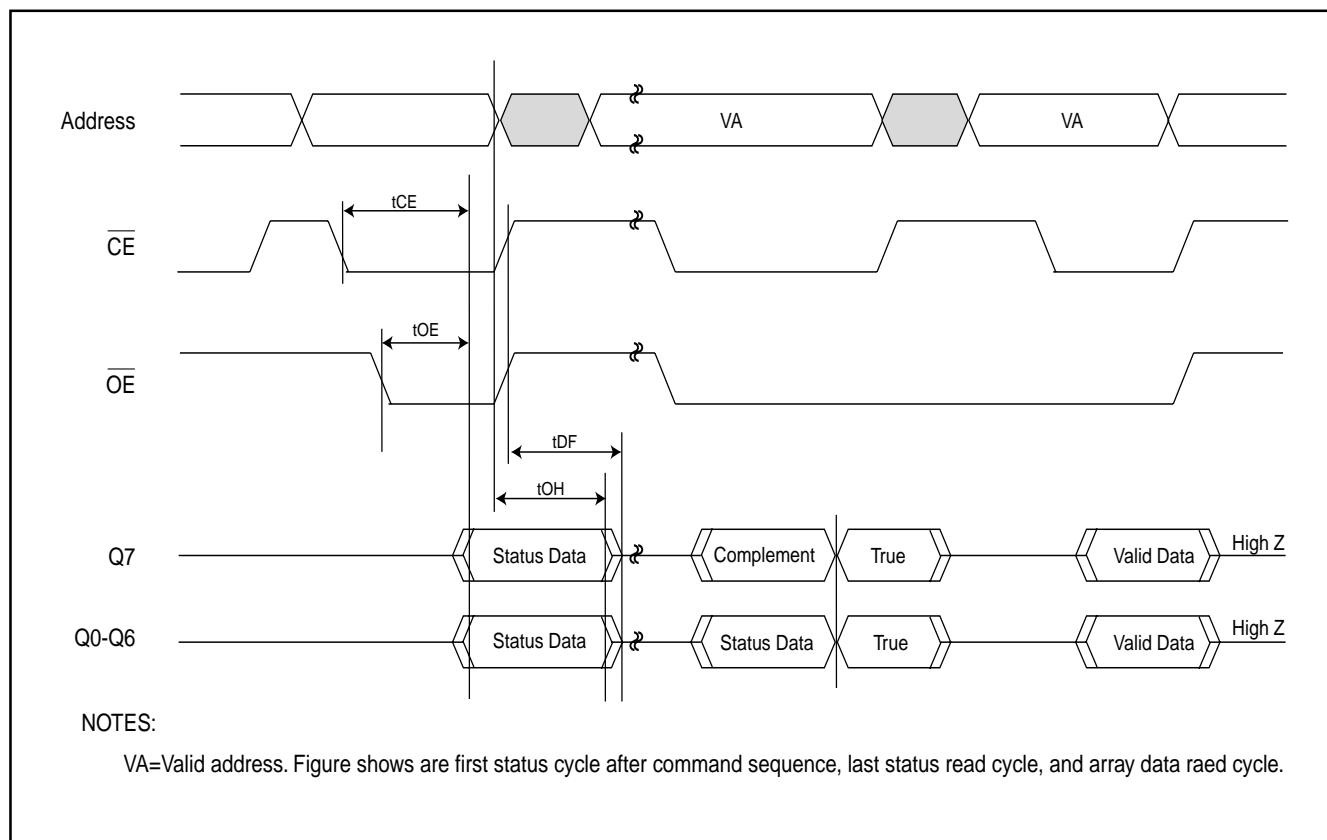 Address
VA
VA
tCE
CE
tOE
OE
tDF
tOH
Q7
Status Data
Complement
True
Valid Data
High Z
Q0-Q6
Status Data
Status Data
True
Valid Data
High Z
NOTES:
VA=Valid address. Figure shows are first status cycle after command sequence, last status read cycle, and array data raed cycle.